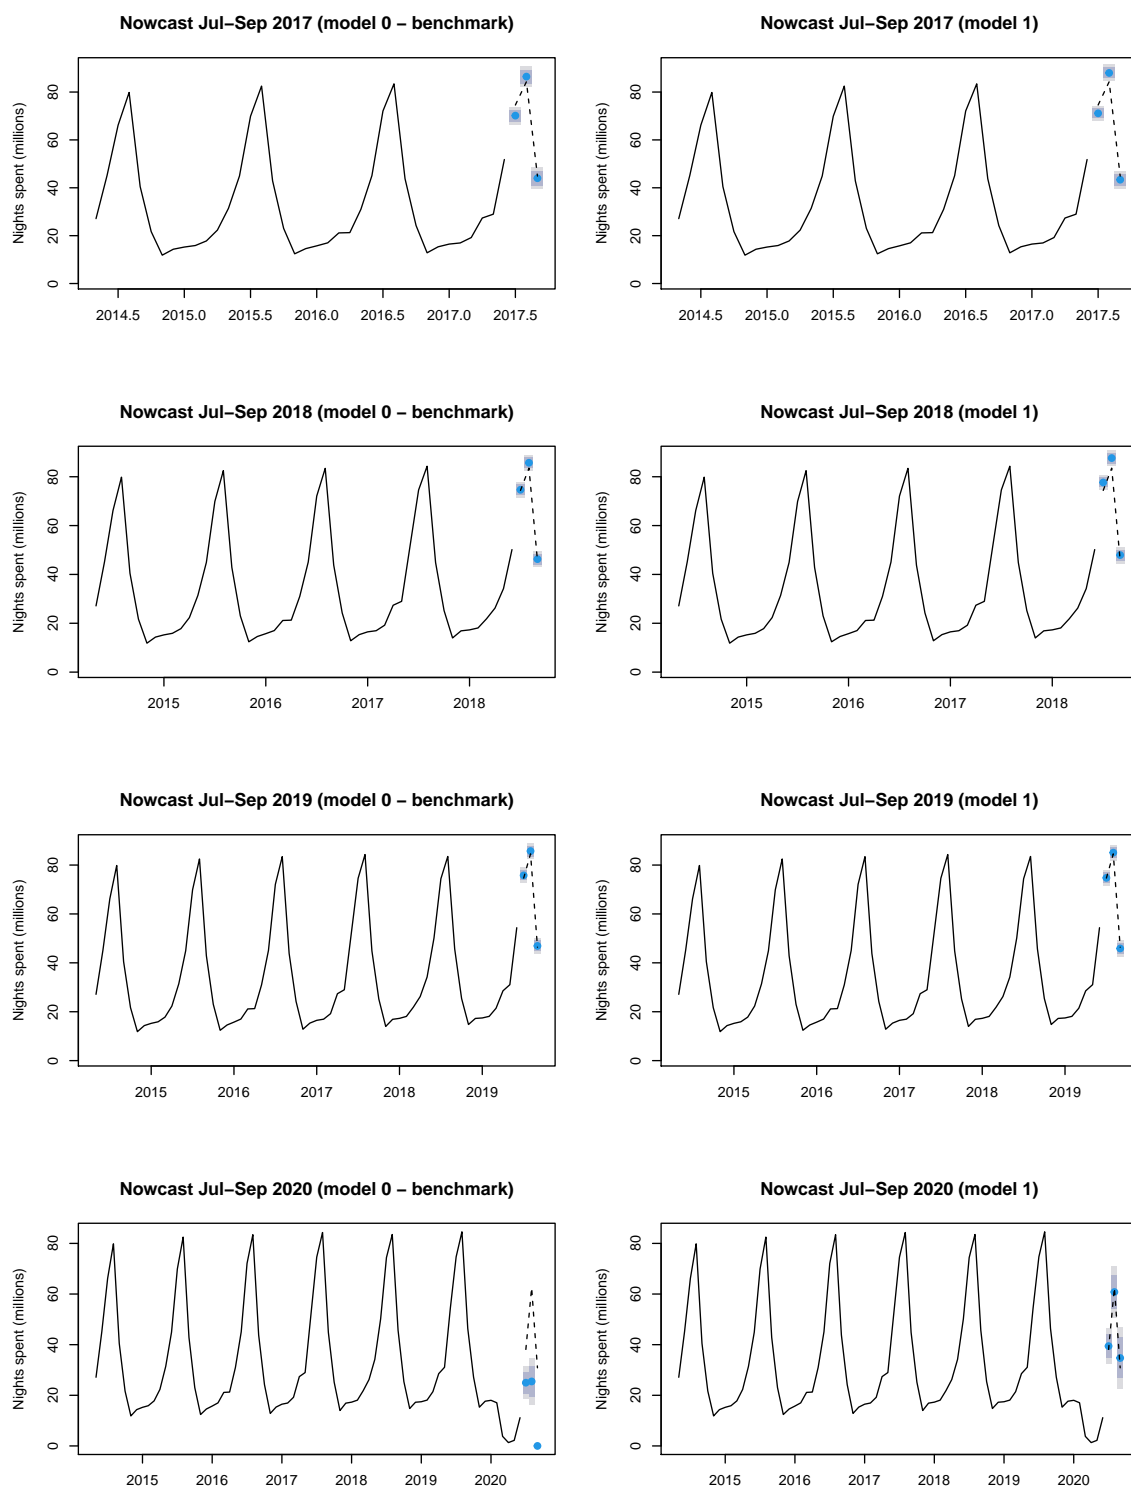 Nowcast Jul−Sep 2017 (model 0 − benchmark)
Nights spent (millions)
0 20 40 60 80
2014.5 2015.0 2015.5 2016.0 2016.5 2017.0 2017.5
Nowcast Jul−Sep 2017 (model 1)
Nights spent (millions)
0 20 40 60 80
2014.5 2015.0 2015.5 2016.0 2016.5 2017.0 2017.5
Nowcast Jul−Sep 2018 (model 0 − benchmark)
Nights spent (millions)
0 20 40 60 80
2015 2016 2017 2018
Nowcast Jul−Sep 2018 (model 1)
Nights spent (millions)
0 20 40 60 80
2015 2016 2017 2018
Nowcast Jul−Sep 2019 (model 0 − benchmark)
Nights spent (millions)
0 20 40 60 80
2015 2016 2017 2018 2019
Nowcast Jul−Sep 2019 (model 1)
Nights spent (millions)
0 20 40 60 80
2015 2016 2017 2018 2019
Nowcast Jul−Sep 2020 (model 0 − benchmark)
Nights spent (millions)
0 20 40 60 80
2015 2016 2017 2018 2019 2020
Nowcast Jul−Sep 2020 (model 1)
Nights spent (millions)
0 20 40 60 80
2015 2016 2017 2018 2019 2020